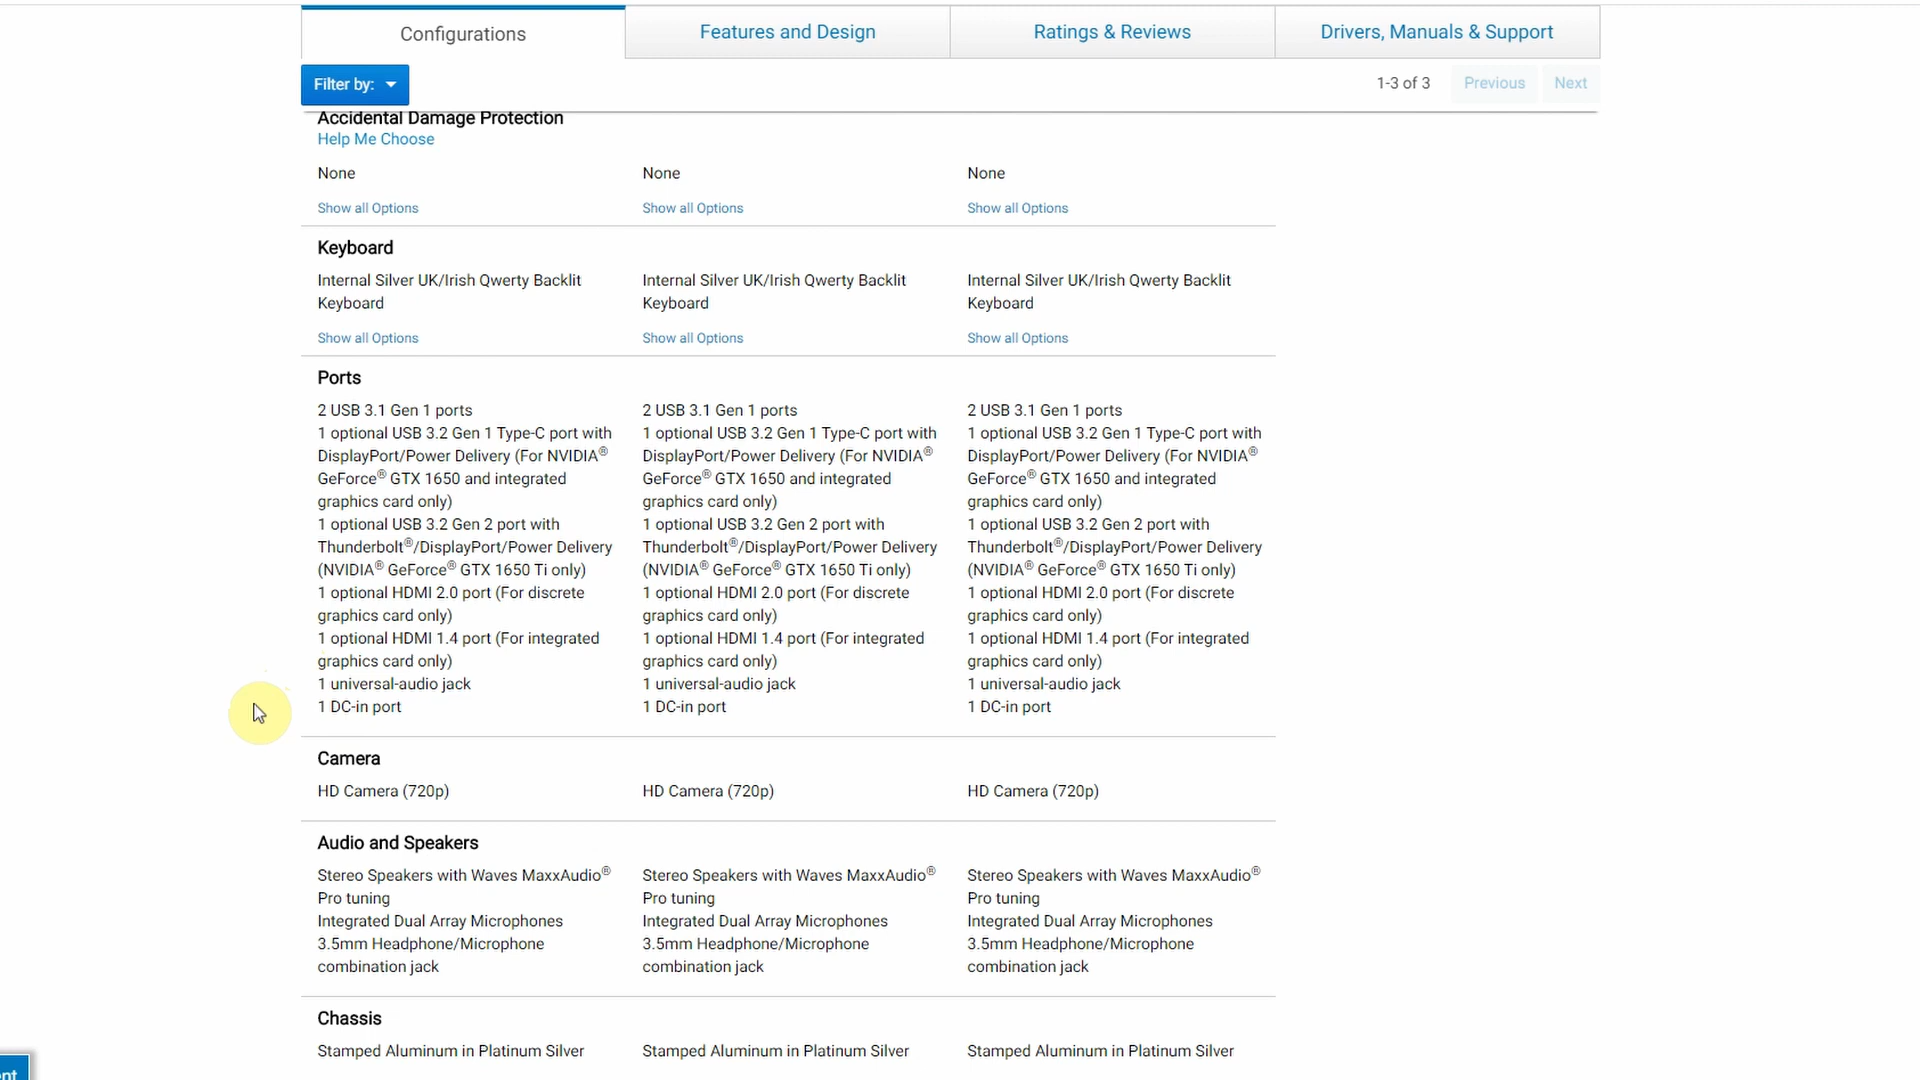 Configurations
Features and Design
Ratings & Reviews
Drivers, Manuals & Support
Filter by:
1-3 of 3
Previous
Next
Accidental Damage Protection
Help Me Choose
None
None
None
Show all Options
Show all Options
Show all Options
Keyboard
Internal Silver UK/Irish Qwerty Backlit
Keyboard
Internal Silver UK/Irish Qwerty Backlit
Keyboard
Internal Silver UK/Irish Qwerty Backlit
Keyboard
Show all Options
Show all Options
Show all Options
Ports
2 USB 3.1 Gen 1 ports
1 optional USB 3.2 Gen 1 Type-C port with
DisplayPort/Power Delivery (For NVIDIA®
GeForce® GTX 1650 and integrated
graphics card only)
1 optional USB 3.2 Gen 2 port with
Thunderbolt®/DisplayPort/Power Delivery
(NVIDIA® GeForce® GTX 1650 Ti only)
1 optional HDMI 2.0 port (For discrete
graphics card only)
1 optional HDMI 1.4 port (For integrated
graphics card only)
1 universal-audio jack
1 DC-in port
2 USB 3.1 Gen 1 ports
1 optional USB 3.2 Gen 1 Type-C port with
DisplayPort/Power Delivery (For NVIDIA®
GeForce® GTX 1650 and integrated
graphics card only)
1 optional USB 3.2 Gen 2 port with
Thunderbolt®/DisplayPort/Power Delivery
(NVIDIA® GeForce® GTX 1650 Ti only)
1 optional HDMI 2.0 port (For discrete
graphics card only)
1 optional HDMI 1.4 port (For integrated
graphics card only)
1 universal-audio jack
1 DC-in port
2 USB 3.1 Gen 1 ports
1 optional USB 3.2 Gen 1 Type-C port with
DisplayPort/Power Delivery (For NVIDIA®
GeForce® GTX 1650 and integrated
graphics card only)
1 optional USB 3.2 Gen 2 port with
Thunderbolt®/DisplayPort/Power Delivery
(NVIDIA® GeForce® GTX 1650 Ti only)
1 optional HDMI 2.0 port (For discrete
graphics card only)
1 optional HDMI 1.4 port (For integrated
graphics card only)
1 universal-audio jack
1 DC-in port
Camera
HD Camera (720p)
HD Camera (720p)
HD Camera (720p)
Audio and Speakers
Stereo Speakers with Waves MaxxAudio®
Pro tuning
Integrated Dual Array Microphones
3.5mm Headphone/Microphone
combination jack
Stereo Speakers with Waves MaxxAudio®
Pro tuning
Integrated Dual Array Microphones
3.5mm Headphone/Microphone
combination jack
Stereo Speakers with Waves MaxxAudio®
Pro tuning
Integrated Dual Array Microphones
3.5mm Headphone/Microphone
combination jack
Chassis
Stamped Aluminum in Platinum Silver
Stamped Aluminum in Platinum Silver
Stamped Aluminum in Platinum Silver